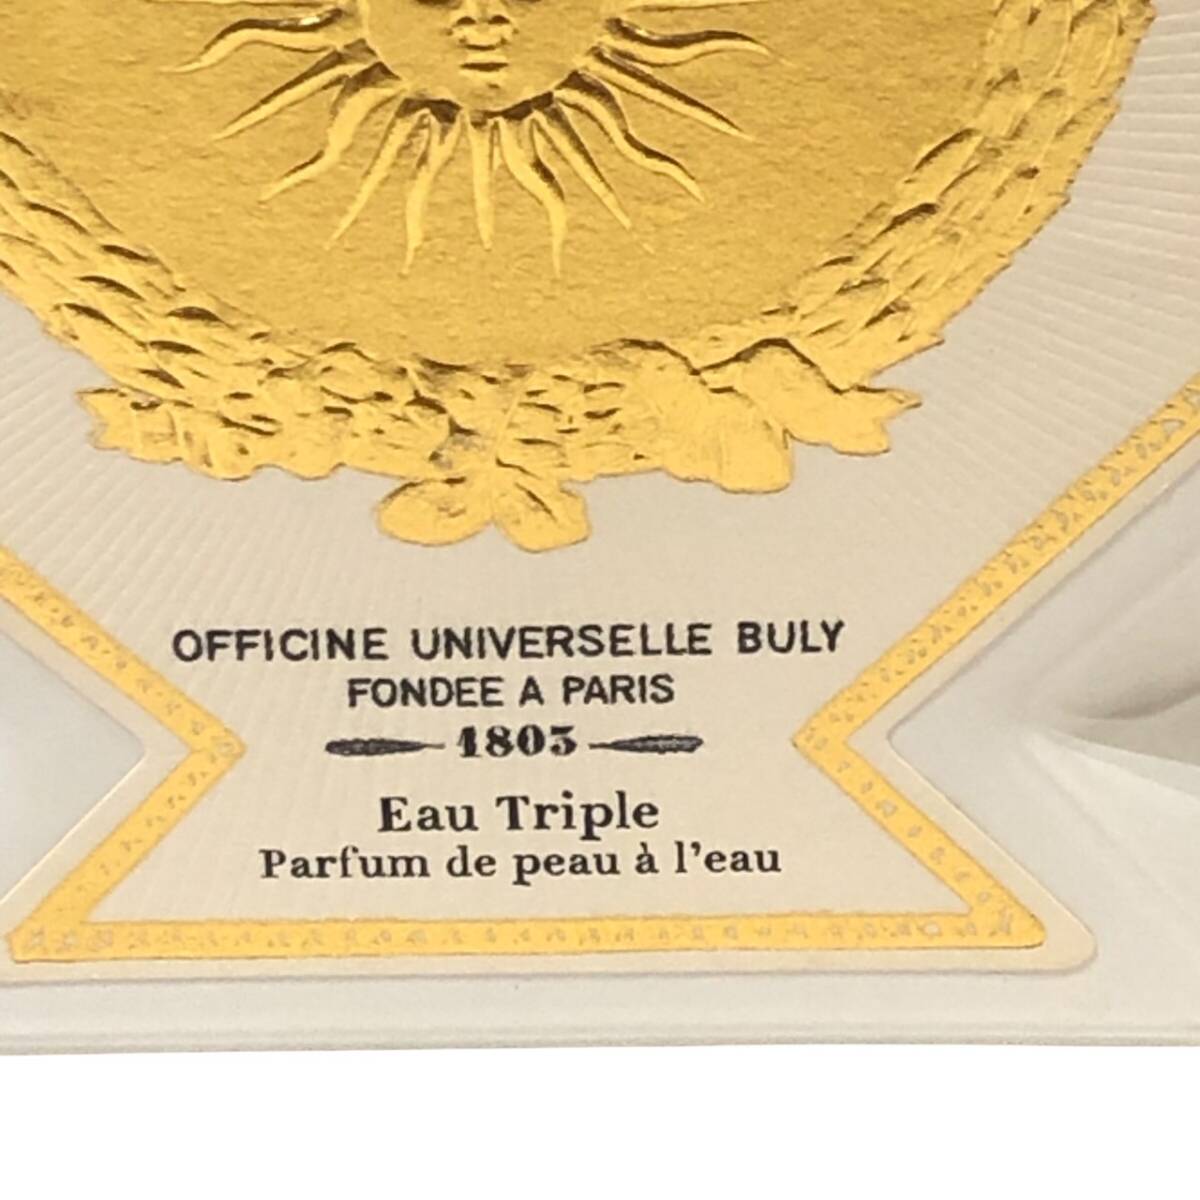 OFFICINE UNIVERSELLE BULY
FONDEE A PARIS
1803
Eau Triple
Parfum de peau à l'eau